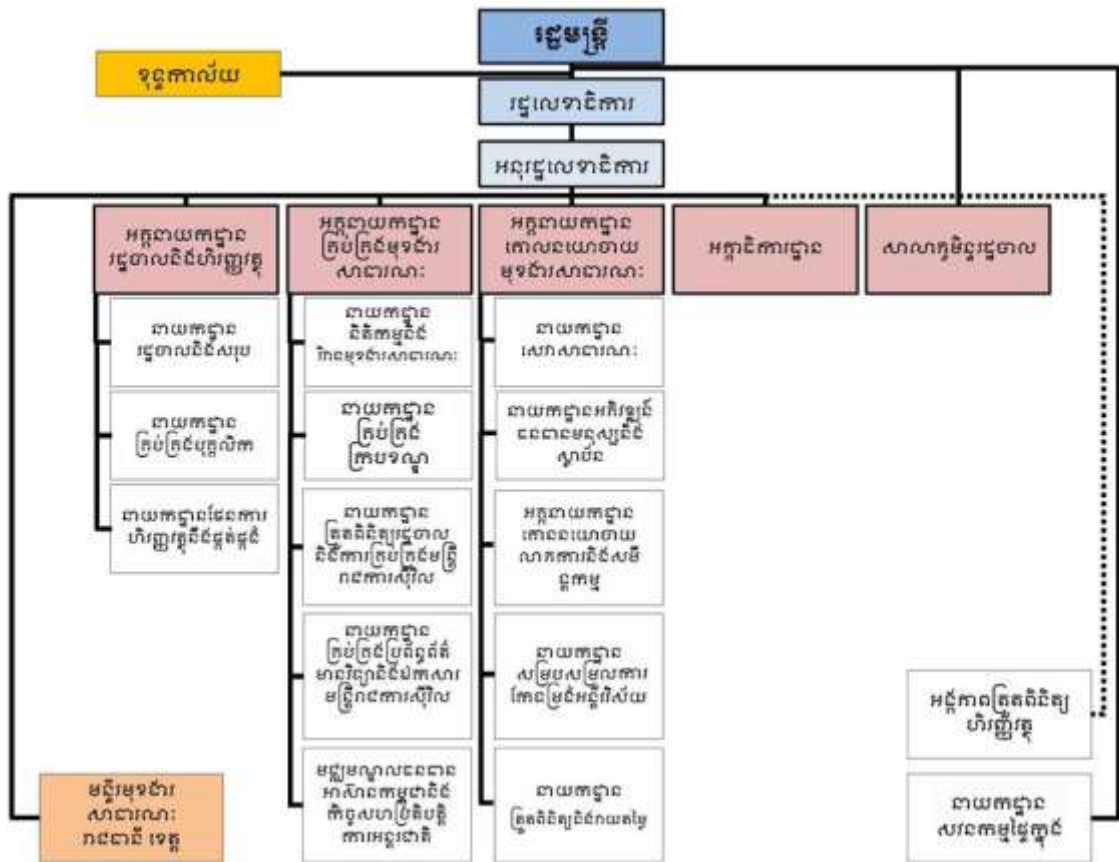 រដ្ឋមន្ត្រី
ខុទ្ទកាល័យ
រដ្ឋលេខាធិការ
អនុរដ្ឋលេខាធិការ
អគ្គនាយកដ្ឋាន
រដ្ឋបាលនិងហិរញ្ញវត្ថុ
អគ្គនាយកដ្ឋាន
គ្រប់គ្រងមុខងារ
សាធារណៈ
អគ្គនាយកដ្ឋាន
គោលនយោបាយ
មុខងារសាធារណៈ
អគ្គាធិការដ្ឋាន
សាលាភូមិន្ទរដ្ឋបាល
នាយកដ្ឋាន
រដ្ឋបាលនិងសរុប
នាយកដ្ឋាន
គ្រប់គ្រងបុគ្គលិក
នាយកដ្ឋានផែនការ
ហិរញ្ញវត្ថុនិងផ្គត់ផ្គង់
នាយកដ្ឋាន
នីតិកម្មនិង
វិមានមុខងារសាធារណៈ
នាយកដ្ឋាន
គ្រប់គ្រង
ក្របខណ្ឌ
នាយកដ្ឋាន
ត្រួតពិនិត្យរដ្ឋបាល
និងការគ្រប់គ្រងមន្ត្រី
រាជការស៊ីវិល
នាយកដ្ឋាន
គ្រប់គ្រងប្រព័ន្ធព័ត៌
មានវិទ្យានិងឯកសារ
មន្ត្រីរាជការស៊ីវិល
មជ្ឈមណ្ឌលធនធាន
អាស៊ានកម្ពុជានិង
កិច្ចសហប្រតិបត្តិ
ការអន្តរជាតិ
នាយកដ្ឋាន
សេវាសាធារណៈ
នាយកដ្ឋានអភិវឌ្ឍន៍
ធនធានមនុស្សនិង
ស្ថាប័ន
អគ្គនាយកដ្ឋាន
គោលនយោបាយ
លាភការនិងសមិ
ទ្ធកម្ម
នាយកដ្ឋាន
សម្របសម្រួលការ
កែទម្រង់អន្តរវិស័យ
នាយកដ្ឋាន
ត្រួតពិនិត្យនិងវាយតម្លៃ
អង្គភាពត្រួតពិនិត្យ
ហិរញ្ញវត្ថុ
នាយកដ្ឋាន
សវនកម្មផ្ទៃក្នុង
មន្ទីរមុខងារ
សាធារណៈ
រាជធានី ខេត្ត